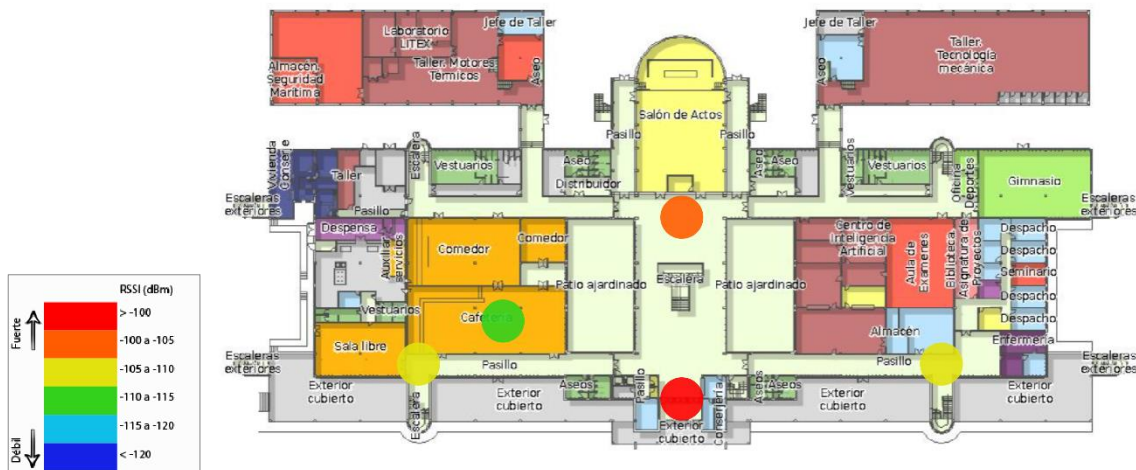 Jefe de Taller
Laboratorio
LITEX
Taller. Motores
Térmicos
Aseo
Almacén.
Seguridad
Marítima
Jefe de Taller
Aseo
Taller.
Tecnología
mecánica
Salón de Actos
Pasillo
Pasillo
Vivienda
Conserje
Taller
Escalera
Vestuarios
Aseo
Distribuidor
Aseo
Vestuarios
Vestuarios
Oficina
Deportes
Gimnasio
Escaleras
exteriores
Pasillo
Escaleras
exteriores
Despensa
Auxiliar
servicios
Comedor
Comedor
Patio ajardinado
Escalera
Patio ajardinado
Centro de
Inteligencia
Artificial
Aula de
Exámenes
Biblioteca
Asignatura de
Proyectos
Despacho
Despacho
Seminario
Despacho
Despacho
Vestuarios
Cafetería
Almacén
Enfermería
Sala libre
Pasillo
Pasillo
Escaleras
exteriores
Escaleras
exteriores
Exterior
cubierto
Escalera
Exterior
cubierto
Aseos
Pasillo
Exterior
cubierto
Conserjería
Aseos
Exterior
cubierto
Escalera
Exterior
cubierto
RSSI (dBm)
Fuerte
> -100
-100 a -105
-105 a -110
-110 a -115
-115 a -120
< -120
Débil